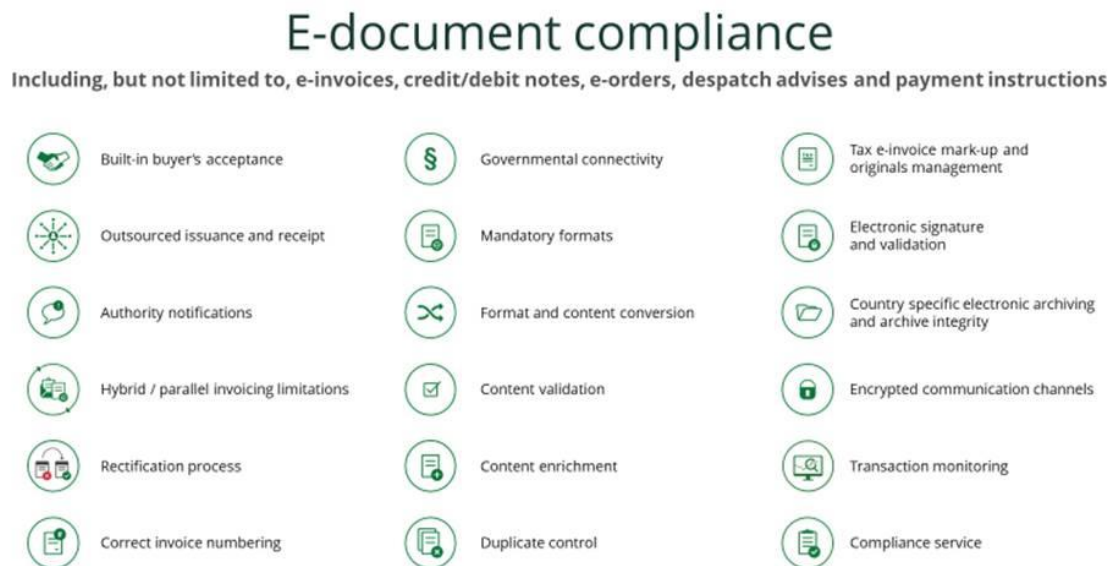 E-document compliance
Including, but not limited to, e-invoices, credit/debit notes, e-orders, despatch advises and payment instructions
Built-in buyer's acceptance
Outsourced issuance and receipt
Authority notifications
Hybrid / parallel invoicing limitations
Rectification process
Correct invoice numbering
§
Governmental connectivity
Mandatory formats
Format and content conversion
Content validation
Content enrichment
Duplicate control
TAX
Tax e-invoice mark-up and
originals management
Electronic signature
and validation
Country specific electronic archiving
and archive integrity
Encrypted communication channels
Transaction monitoring
Compliance service